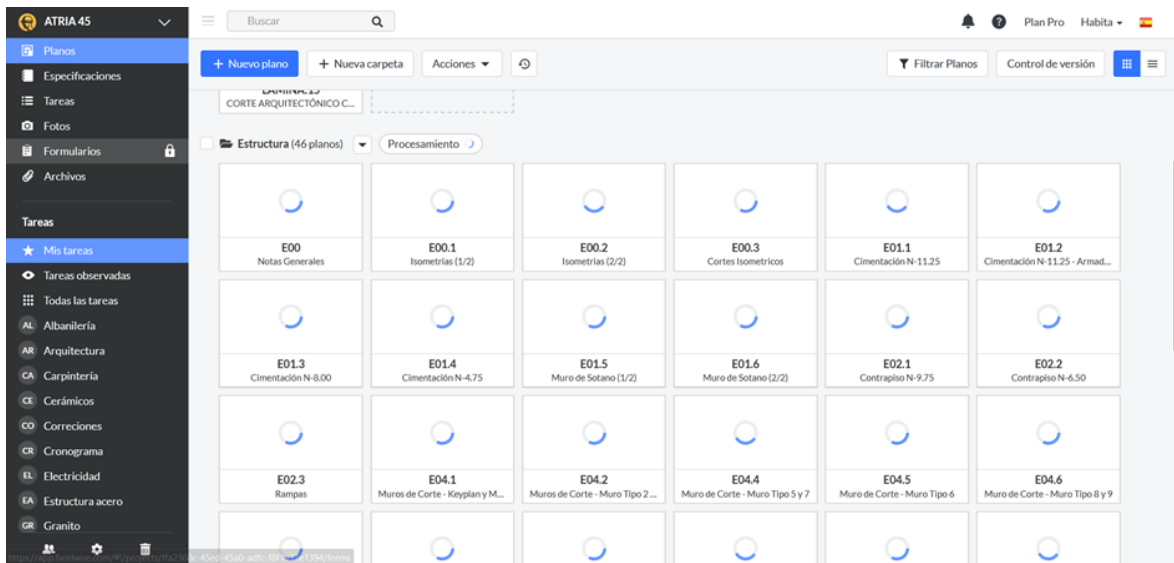 ATRIA 45
Buscar
Plan Pro Habita
Planos
Especificaciones
Tareas
Fotos
Formularios
Archivos
Tareas
Mis tareas
Tareas observadas
Todas las tareas
AL Albanilería
AR Arquitectura
CA Carpintería
CE Cerámicos
CO Correciones
CR Cronograma
EL Electricidad
EA Estructura acero
GR Granito
+ Nuevo plano + Nueva carpeta Acciones Filtrar Planos Control de versión
LAMINA.15
CORTE ARQUITECTÓNICO C...
Estructura (46 planos) Procesamiento
E00 E00.1 E00.2 E00.3 E01.1 E01.2
Notas Generales Isometrias (1/2) Isometrias (2/2) Cortes Isometricos Cimentación N-11.25 Cimentación N-11.25 - Armad...
E01.3 E01.4 E01.5 E01.6 E02.1 E02.2
Cimentación N-8.00 Cimentación N-4.75 Muro de Sotano (1/2) Muro de Sotano (2/2) Contrapiso N-9.75 Contrapiso N-6.50
E02.3 E04.1 E04.2 E04.4 E04.5 E04.6
Rampas Muros de Corte - Keyplan y M... Muros de Corte - Muro Tipo 2 ... Muro de Corte - Muro Tipo 5 y 7 Muro de Corte - Muro Tipo 6 Muro de Corte - Muro Tipo 8 y 9